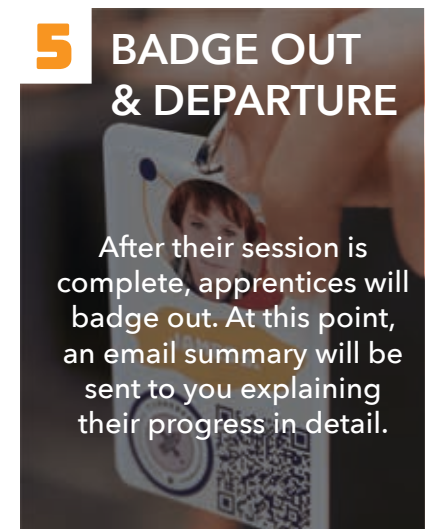 5
BADGE OUT
& DEPARTURE
After their session is
complete, apprentices will
badge out. At this point,
an email summary will be
sent to you explaining
their progress in detail.